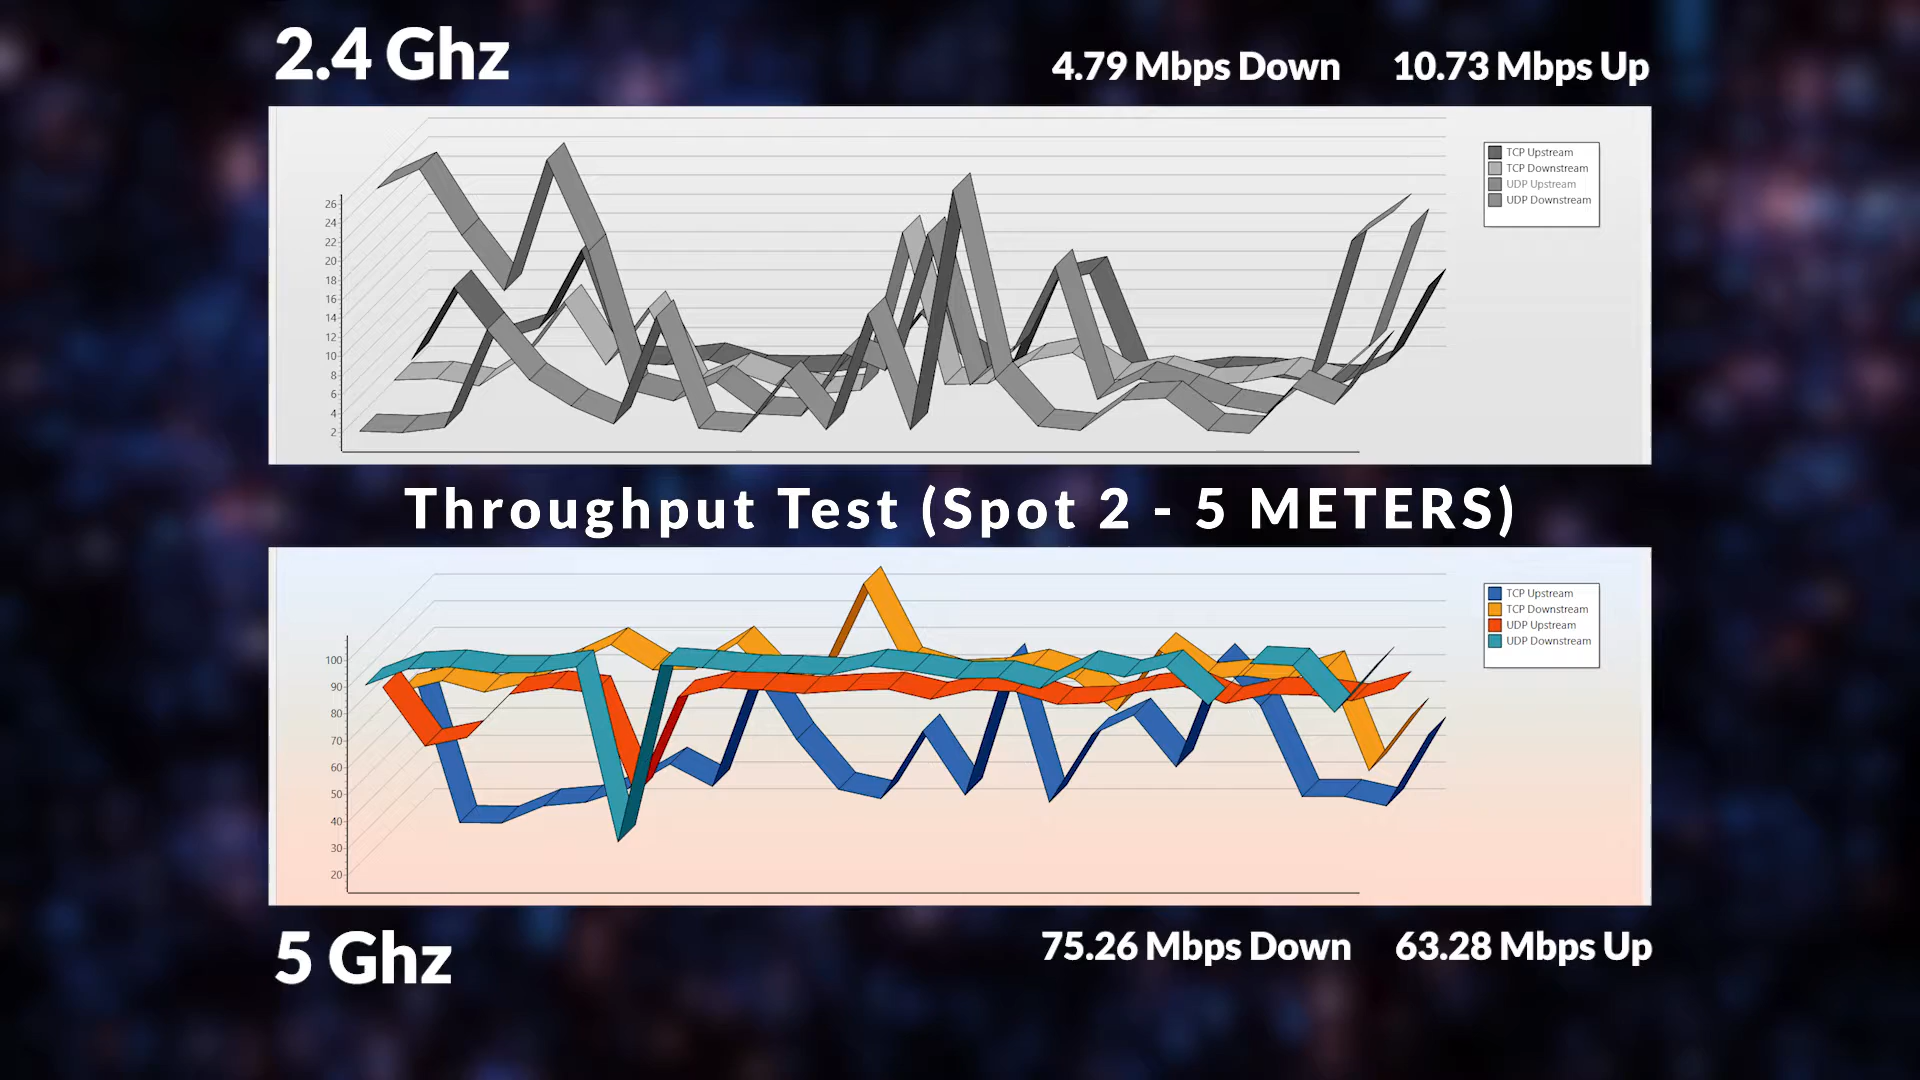 2.4 Ghz
4.79 Mbps Down 10.73 Mbps Up
TCP Upstream
TCP Downstream
UDP Upstream
UDP Downstream
26
24
22
20
18
16
14
12
10
8
6
4
2
Throughput Test (Spot 2 - 5 METERS)
TCP Upstream
TCP Downstream
UDP Upstream
UDP Downstream
100
90
80
70
60
50
40
30
20
5 Ghz
75.26 Mbps Down 63.28 Mbps Up